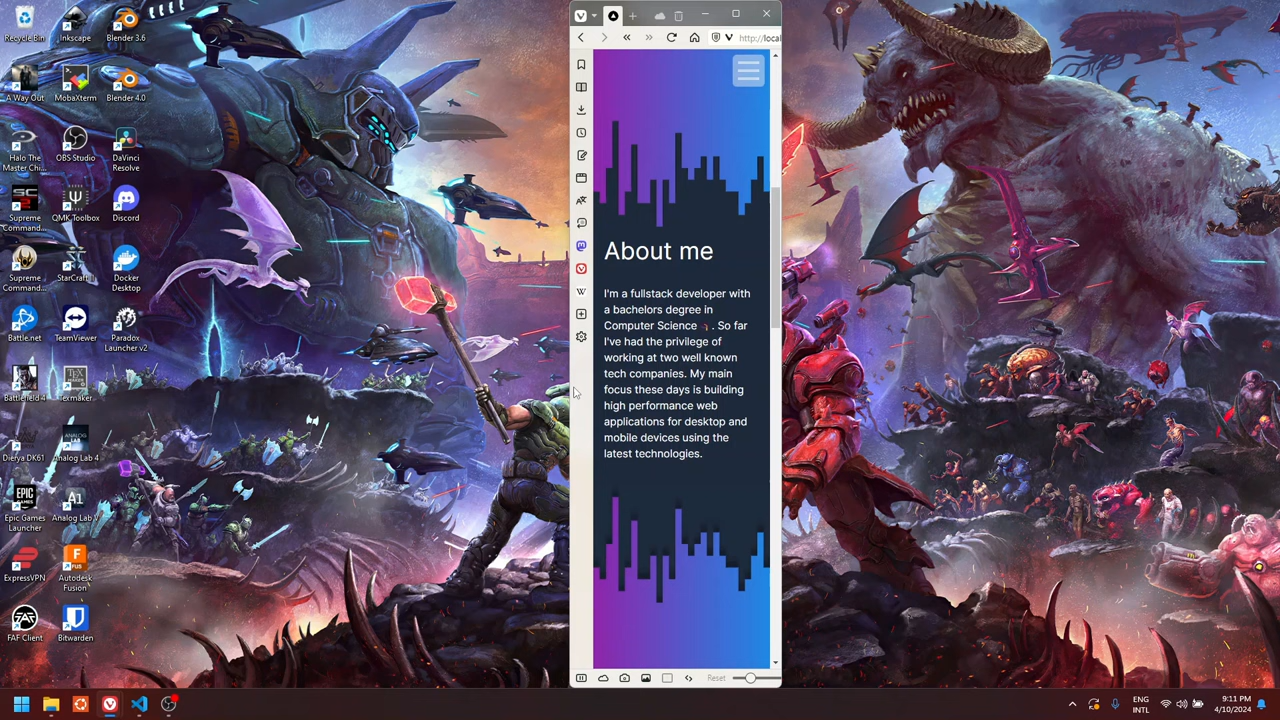 Recycle Bin
Inkscape
Blender 3.6
A Way Out
MobaXterm
Blender 4.0
Halo The Master Chi...
OBS Studio
DaVinci Resolve
Supreme Command...
QMK Toolbox
Discord
Supreme Command...
StarCraft II
Docker Desktop
Battle.net
TeamViewer
Paradox Launcher v2
Battlefield 4
Texmaker
Dierya DK61
Analog Lab 4
Epic Games Launcher
Analog Lab V
ExpressVPN
Autodesk Fusion
FAF Client
Bitwarden
http://local
About me
I'm a fullstack developer with
a bachelors degree in
Computer Science . So far
I've had the privilege of
working at two well known
tech companies. My main
focus these days is building
high performance web
applications for desktop and
mobile devices using the
latest technologies.
Reset
ENG
INTL
9:11 PM
4/10/2024